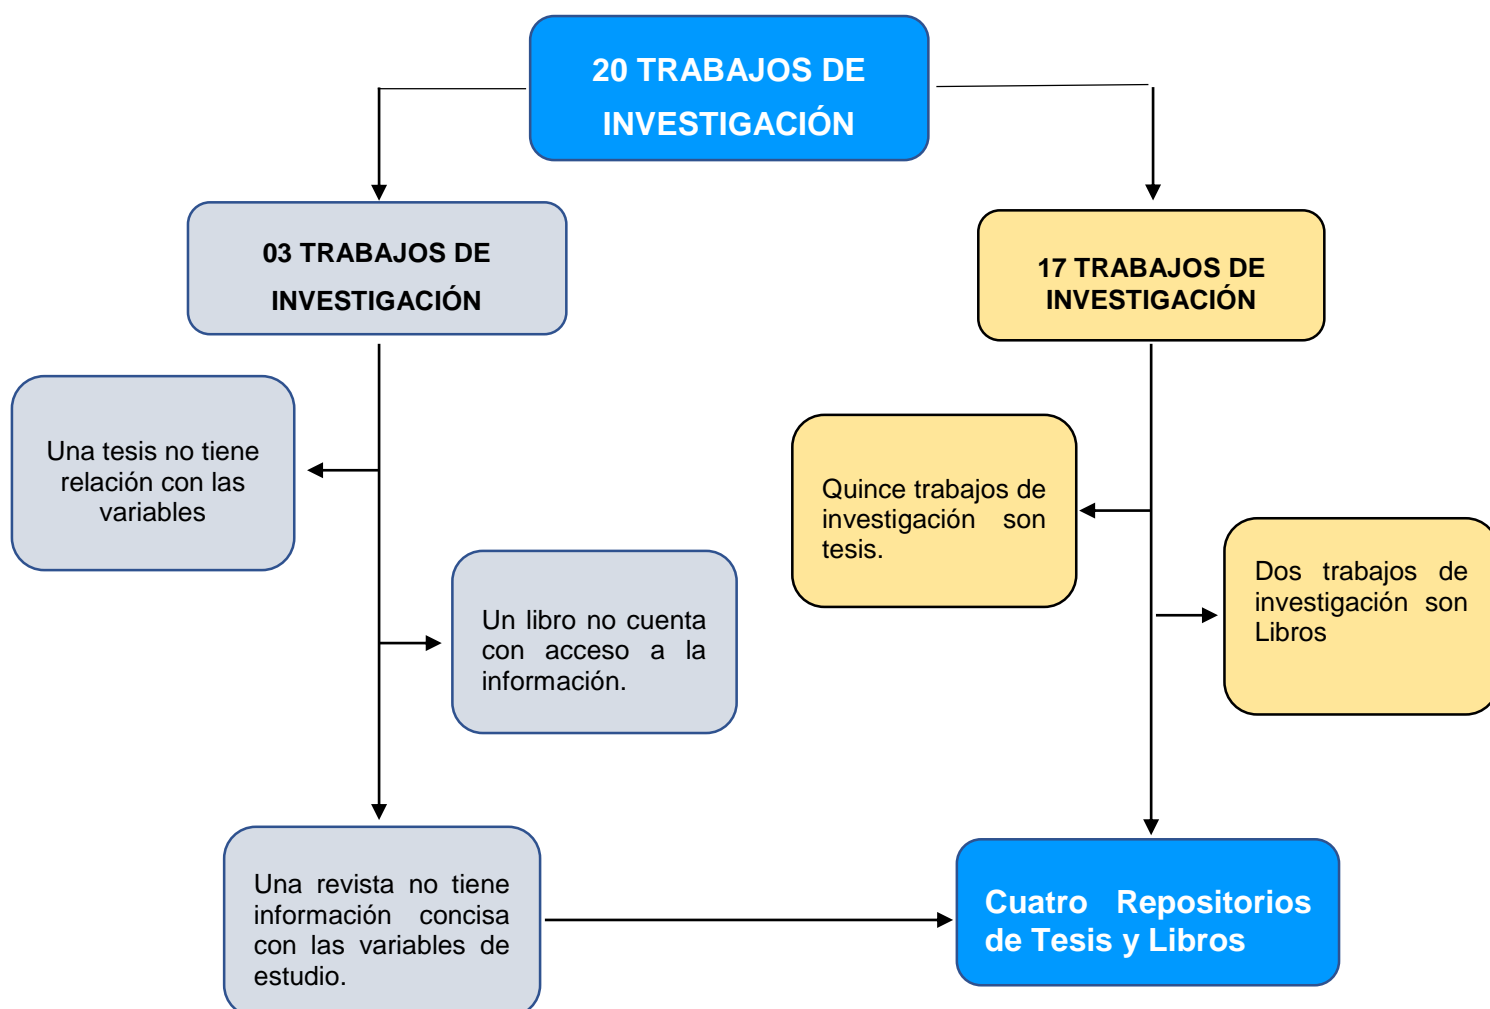 20 TRABAJOS DE
INVESTIGACIÓN
03 TRABAJOS DE
INVESTIGACIÓN
17 TRABAJOS DE
INVESTIGACIÓN
Una tesis no tiene
relación con las
variables
Quince trabajos de
investigación son
tesis.
Un libro no cuenta
con acceso a la
información.
Dos trabajos de
investigación son
Libros
Una revista no tiene
información concisa
con las variables de
estudio.
Cuatro Repositorios
de Tesis y Libros